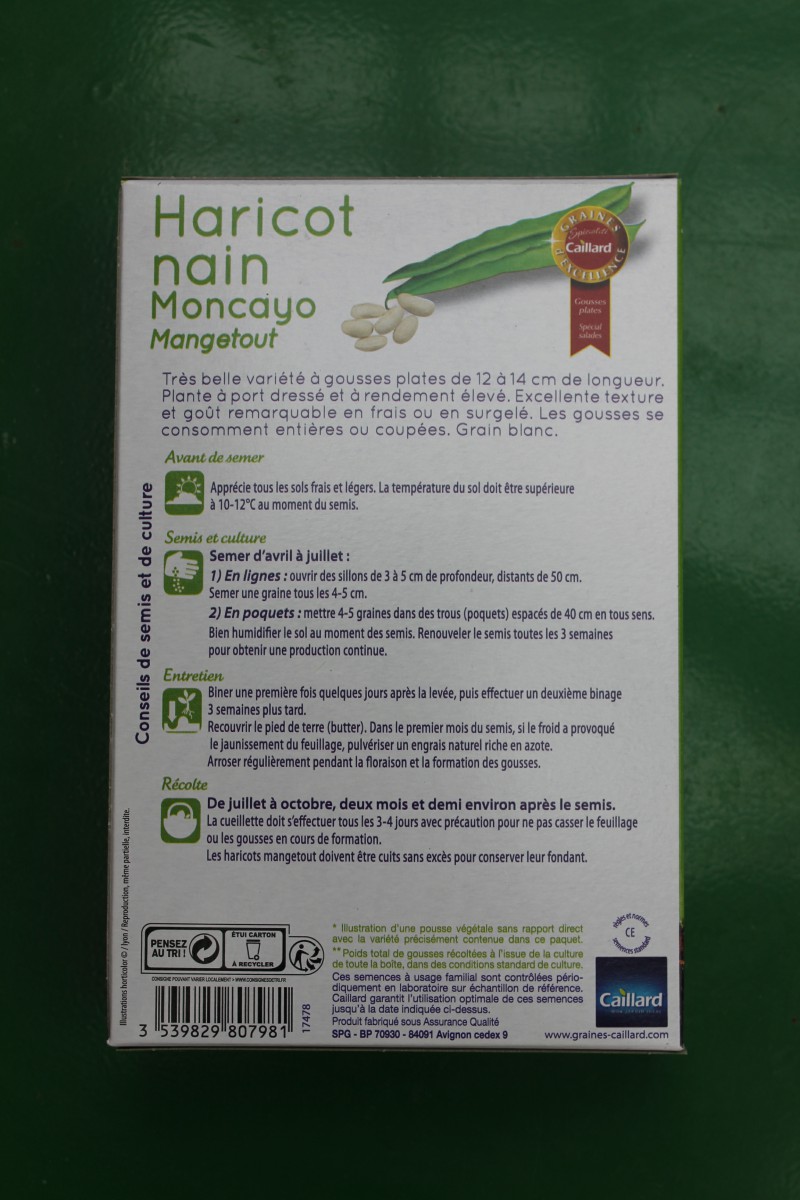 Haricot
nain
Moncayo
Mangetout
GRAINES
Spécialité
Caillard
D'EXCELLENCE
Gousses
plates
Spécial
salades
Très belle variété à gousses plates de 12 à 14 cm de longueur.
Plante à port dressé et à rendement élevé. Excellente texture
et goût remarquable en frais ou en surgelé. Les gousses se
consomment entières ou coupées. Grain blanc.
Conseils de semis et de culture
Avant de semer
Apprécie tous les sols frais et légers. La température du sol doit être supérieure
à 10-12°C au moment du semis.
Semis et culture
Semer d'avril à juillet :
1) En lignes : ouvrir des sillons de 3 à 5 cm de profondeur, distants de 50 cm.
Semer une graine tous les 4-5 cm.
2) En poquets : mettre 4-5 graines dans des trous (poquets) espacés de 40 cm en tous sens.
Bien humidifier le sol au moment des semis. Renouveler le semis toutes les 3 semaines
pour obtenir une production continue.
Entretien
Biner une première fois quelques jours après la levée, puis effectuer un deuxième binage
3 semaines plus tard.
Recouvrir le pied de terre (butter). Dans le premier mois du semis, si le froid a provoqué
le jaunissement du feuillage, pulvériser un engrais naturel riche en azote.
Arroser régulièrement pendant la floraison et la formation des gousses.
Récolte
De juillet à octobre, deux mois et demi environ après le semis.
La cueillette doit s'effectuer tous les 3-4 jours avec précaution pour ne pas casser le feuillage
ou les gousses en cours de formation.
Les haricots mangetout doivent être cuits sans excès pour conserver leur fondant.
Illustrations horticolor © / lyon / Reproduction, même partielle, interdite.
PENSEZ
AU TRI !
ÉTUI CARTON
À RECYCLER
CONSIGNE POUVANT VARIER LOCALEMENT > WWW.CONSIGNESDETRI.FR
3 539829 807981
17478
* Illustration d'une pousse végétale sans rapport direct
avec la variété précisément contenue dans ce paquet.
** Poids total de gousses récoltées à l'issue de la culture
de toute la boîte, dans des conditions standard de culture.
Ces semences à usage familial sont contrôlées pério-
diquement en laboratoire sur échantillon de référence.
Caillard garantit l'utilisation optimale de ces semences
jusqu'à la date indiquée ci-dessus.
Produit fabriqué sous Assurance Qualité
SPG - BP 70930 - 84091 Avignon cedex 9
règles et normes
CE
semences standard
Caillard
www.graines-caillard.com